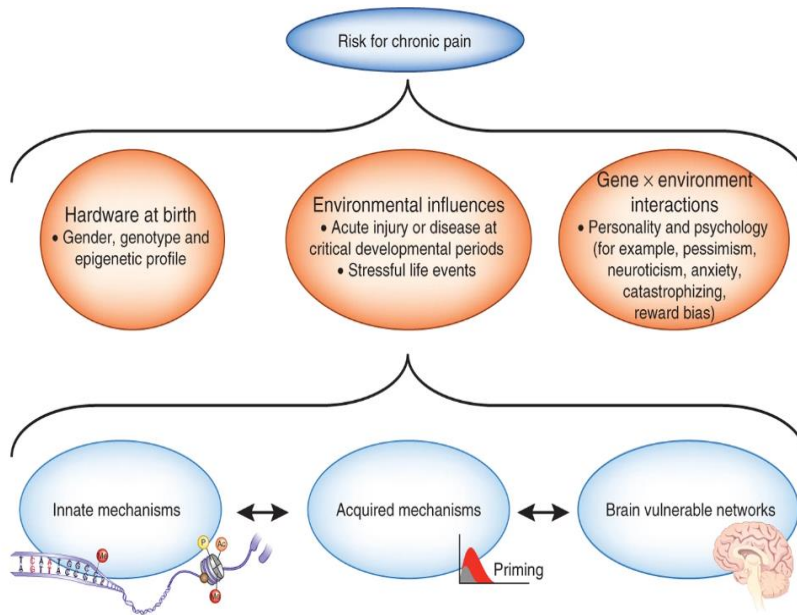 Risk for chronic pain
Hardware at birth
• Gender, genotype and
epigenetic profile
Environmental influences
• Acute injury or disease at
critical developmental periods
• Stressful life events
Gene × environment
interactions
• Personality and psychology
(for example, pessimism,
neuroticism, anxiety,
catastrophizing,
reward bias)
Innate mechanisms
Acquired mechanisms
Brain vulnerable networks
P
Ac
Me
Priming